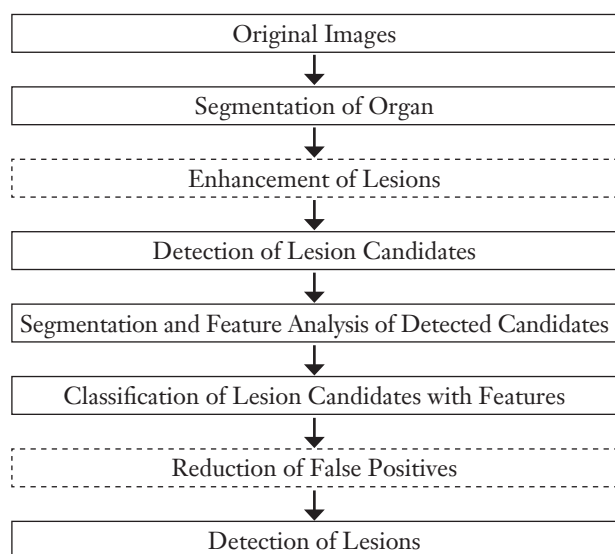 Original Images
Segmentation of Organ
Enhancement of Lesions
Detection of Lesion Candidates
Segmentation and Feature Analysis of Detected Candidates
Classification of Lesion Candidates with Features
Reduction of False Positives
Detection of Lesions